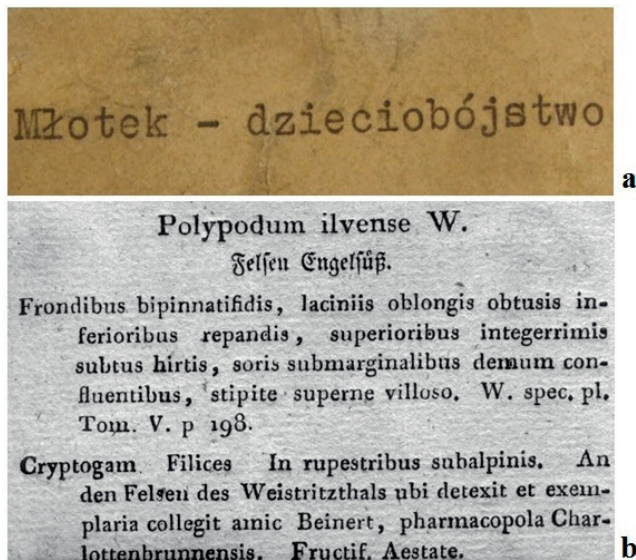 Młotek - dzieciobójstwo
a
Polypodum ilvense W.
Felsen Engelsüß.
Frondibus bipinnatifidis, laciniis oblongis obtusis in-
ferioribus repandis, superioribus integerrimis
subtus hirtis, soris submarginalibus demum con-
fluentibus, stipite superne villoso. W. spec. pl.
Tom. V. p 198.
Cryptogam. Filices In rupestribus subalpinis. An
den Felsen des Weistritzthals ubi detexit et exem-
plaria collegit amic Beinert, pharmacopola Char-
lottenbrunnensis. Fructif. Aestate.
b